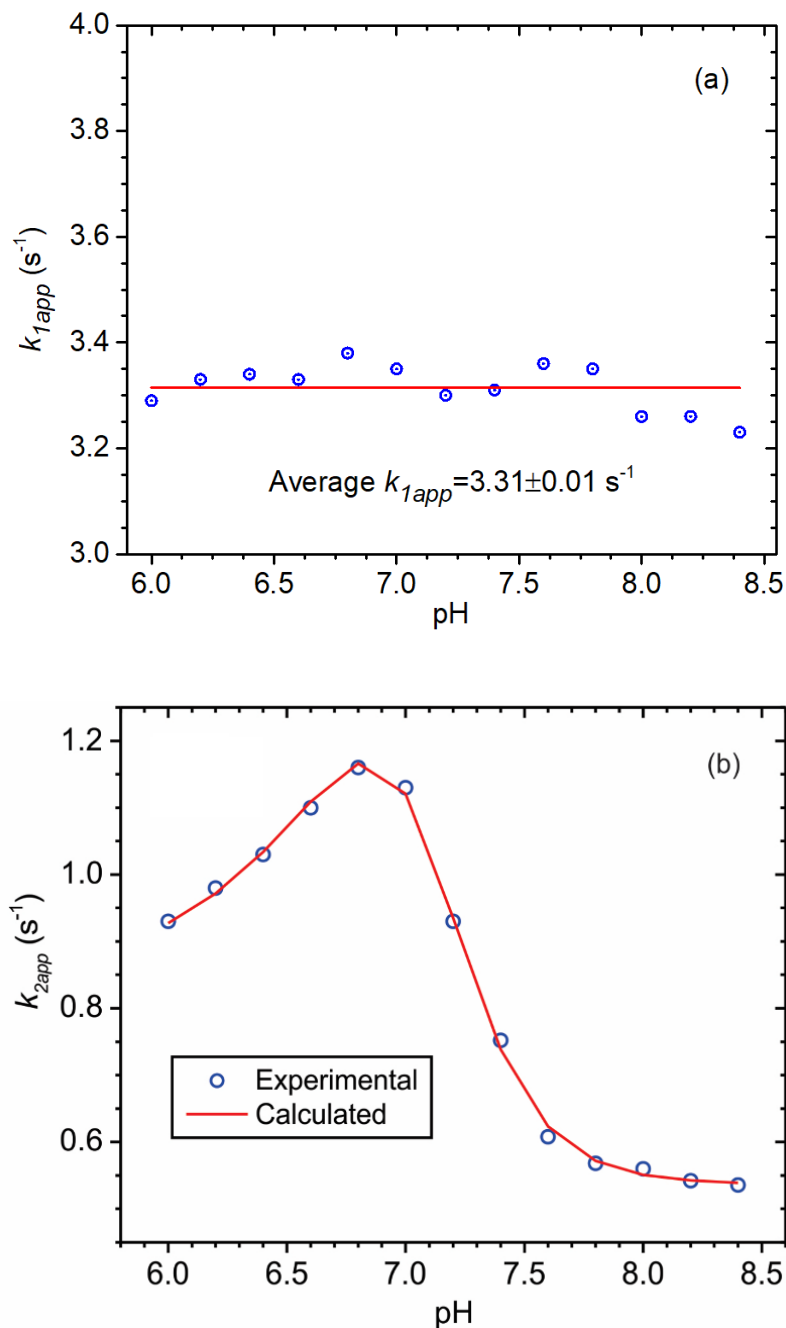 4.0
(a)
3.8
3.6
k1app (s-1)
3.4
3.2
Average k1app=3.31±0.01 s-1
3.0
6.0 6.5 7.0 7.5 8.0 8.5
pH
1.2
(b)
1.0
k2app (s-1)
0.8
Experimental
Calculated
0.6
6.0 6.5 7.0 7.5 8.0 8.5
pH